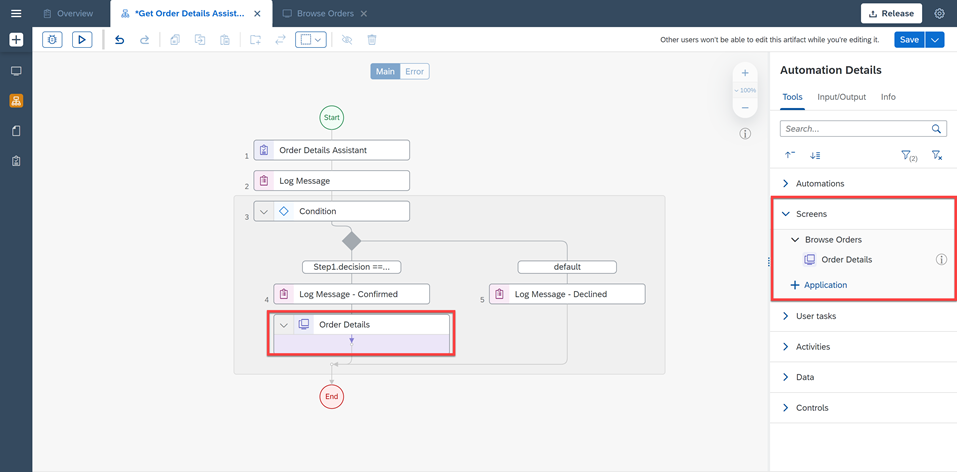 Overview
*Get Order Details Assist...
Browse Orders
Release
Other users won't be able to edit this artifact while you're editing it.
Save
Main
Error
100%
Start
1
Order Details Assistant
2
Log Message
3
Condition
Step1.decision ==...
default
4
Log Message - Confirmed
5
Log Message - Declined
Order Details
End
Automation Details
Tools
Input/Output
Info
Search...
(2)
Automations
Screens
Browse Orders
Order Details
Application
User tasks
Activities
Data
Controls